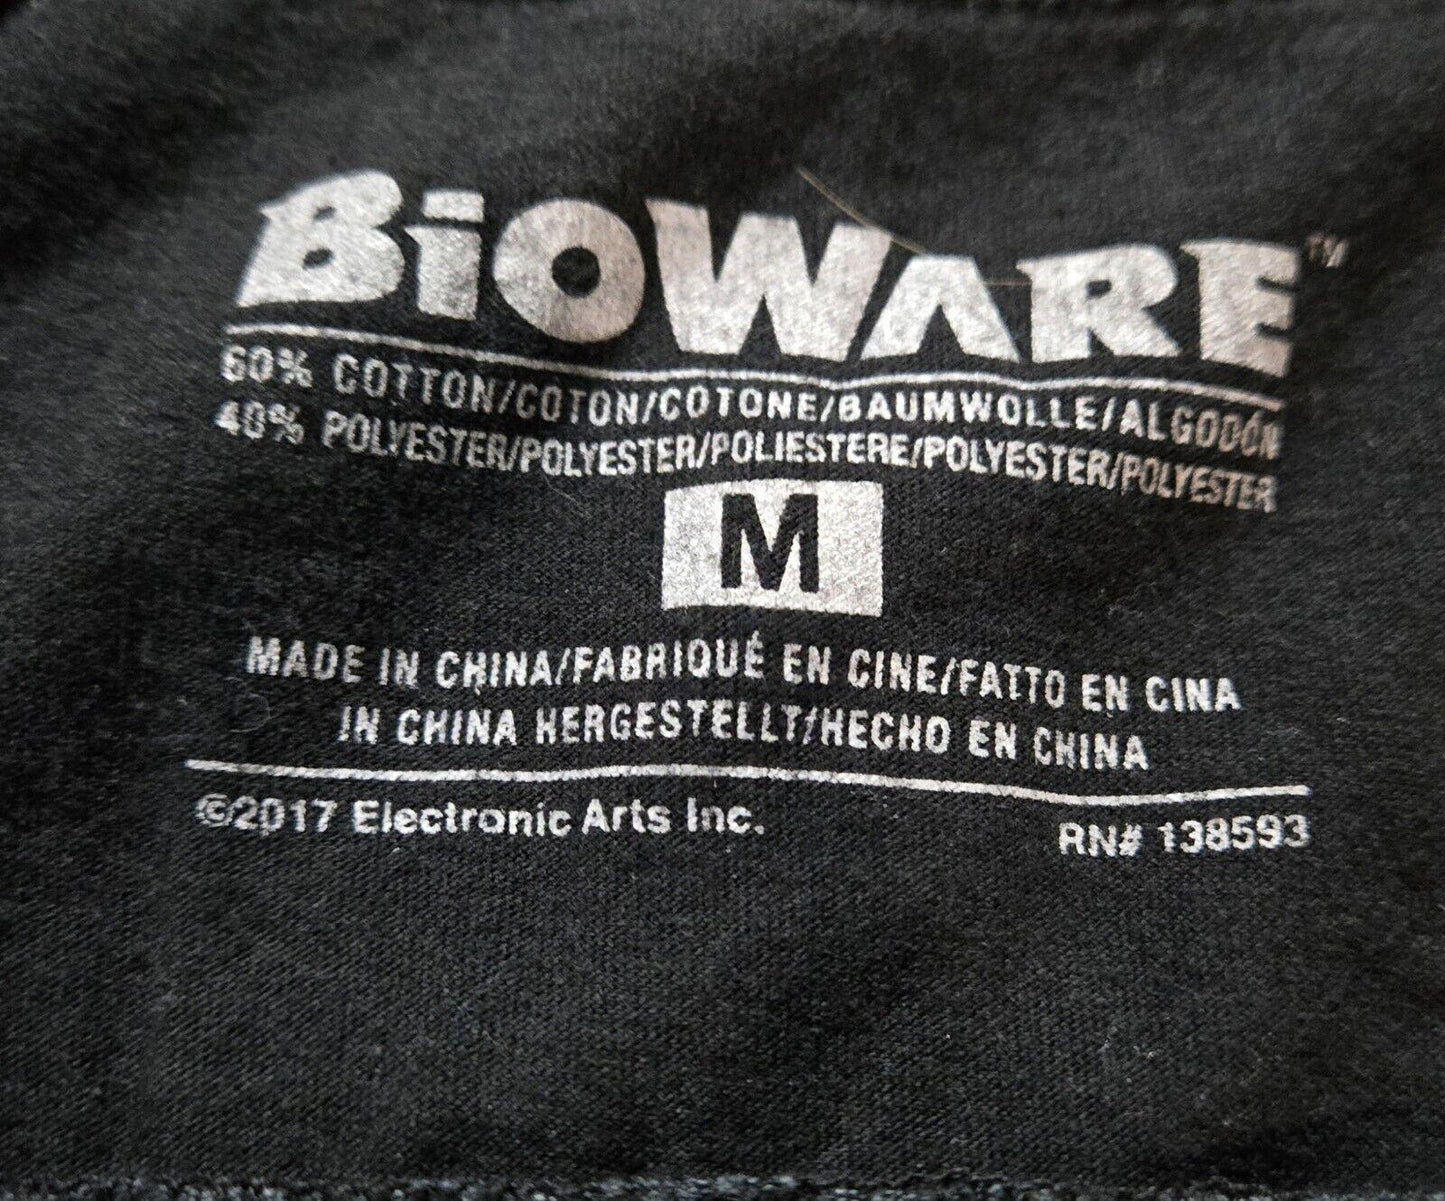 BiOWARE™
60% COTTON/COTON/COTONE/BAUMWOLLE/ALGODÓN
40% POLYESTER/POLYESTER/POLIESTERE/POLYESTER/POLYESTER
M
MADE IN CHINA/FABRIQUÉ EN CINE/FATTO EN CINA
IN CHINA HERGESTELLT/HECHO EN CHINA
©2017 Electronic Arts Inc.
RN# 138593